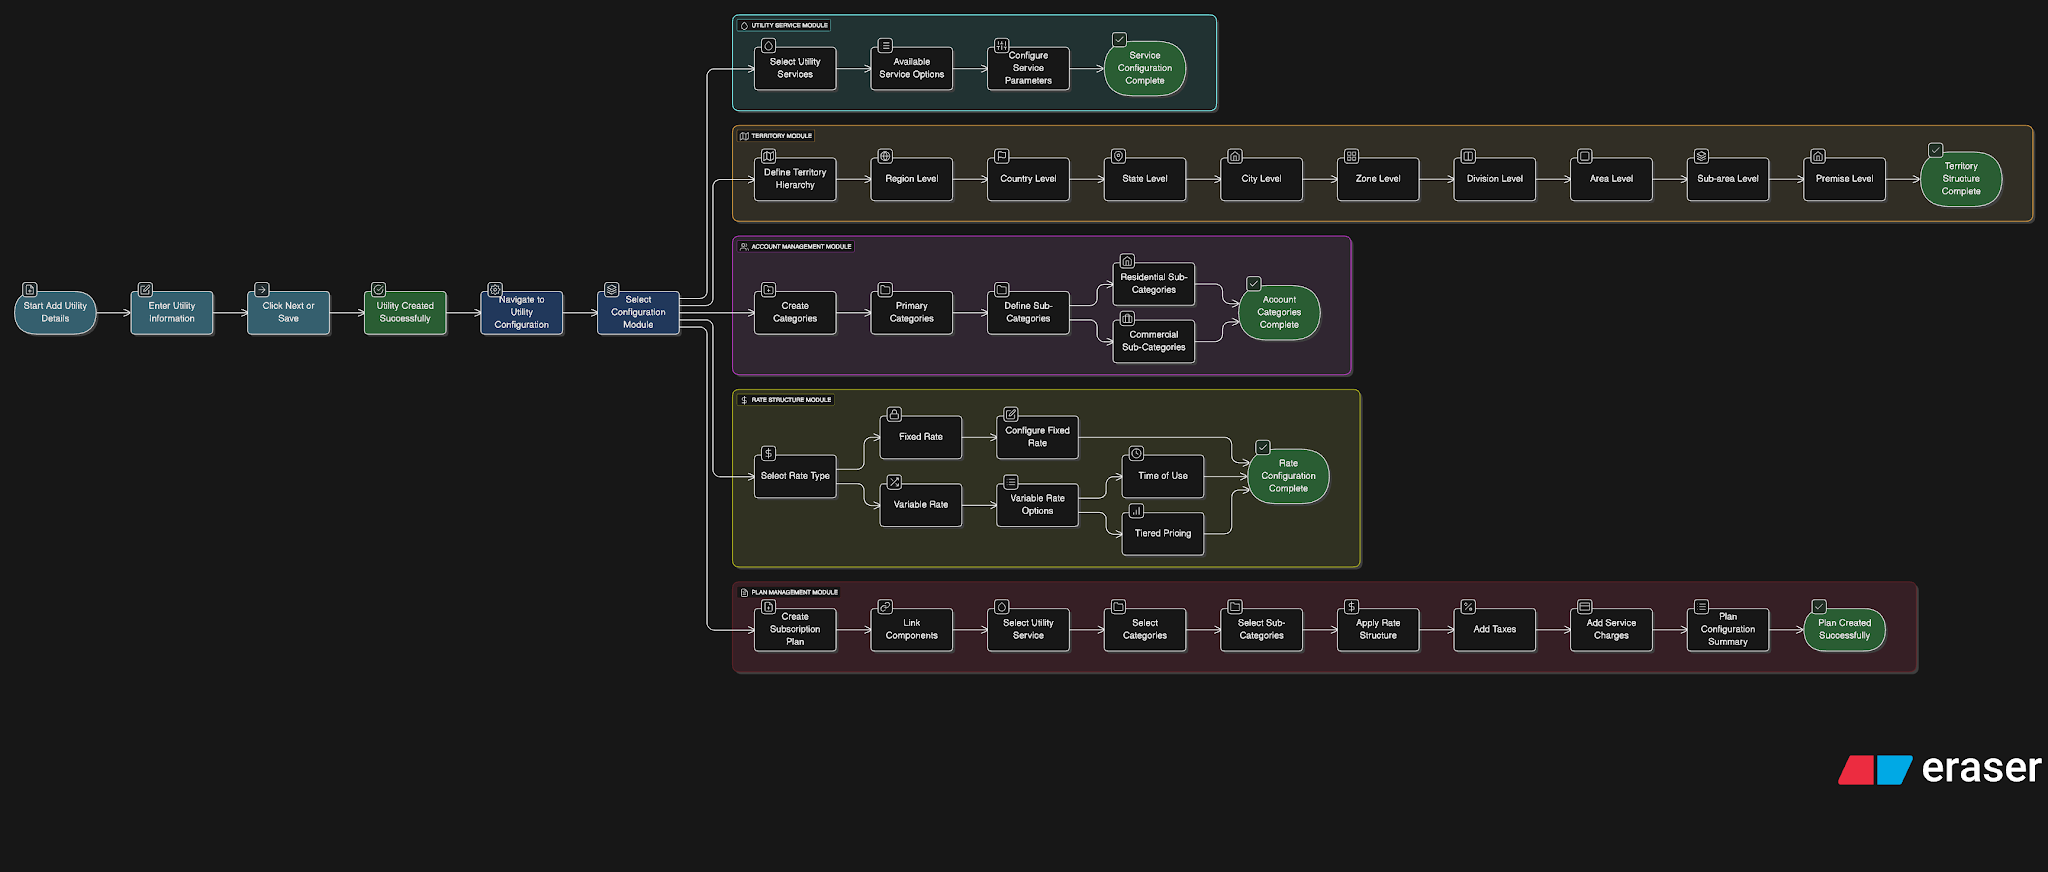 UTILITY SERVICE MODULE
Select Utility
Services
Available
Service Options
Configure
Service
Parameters
Service
Configuration
Complete
TERRITORY MODULE
Define Territory
Hierarchy
Region Level
Country Level
State Level
City Level
Zone Level
Division Level
Area Level
Sub-area Level
Premise Level
Territory
Structure
Complete
Start Add Utility
Details
Enter Utility
Information
Click Next or
Save
Utility Created
Successfully
Navigate to
Utility
Configuration
Select
Configuration
Module
ACCOUNT MANAGEMENT MODULE
Create
Categories
Primary
Categories
Define Sub-
Categories
Residential Sub-
Categories
Commercial
Sub-Categories
Account
Categories
Complete
RATE STRUCTURE MODULE
Select Rate Type
Fixed Rate
Configure Fixed
Rate
Variable Rate
Variable Rate
Options
Time of Use
Tiered Pricing
Rate
Configuration
Complete
PLAN MANAGEMENT MODULE
Create
Subscription
Plan
Link
Components
Select Utility
Service
Select
Categories
Select Sub-
Categories
Apply Rate
Structure
Add Taxes
Add Service
Charges
Plan
Configuration
Summary
Plan Created
Successfully
eraser